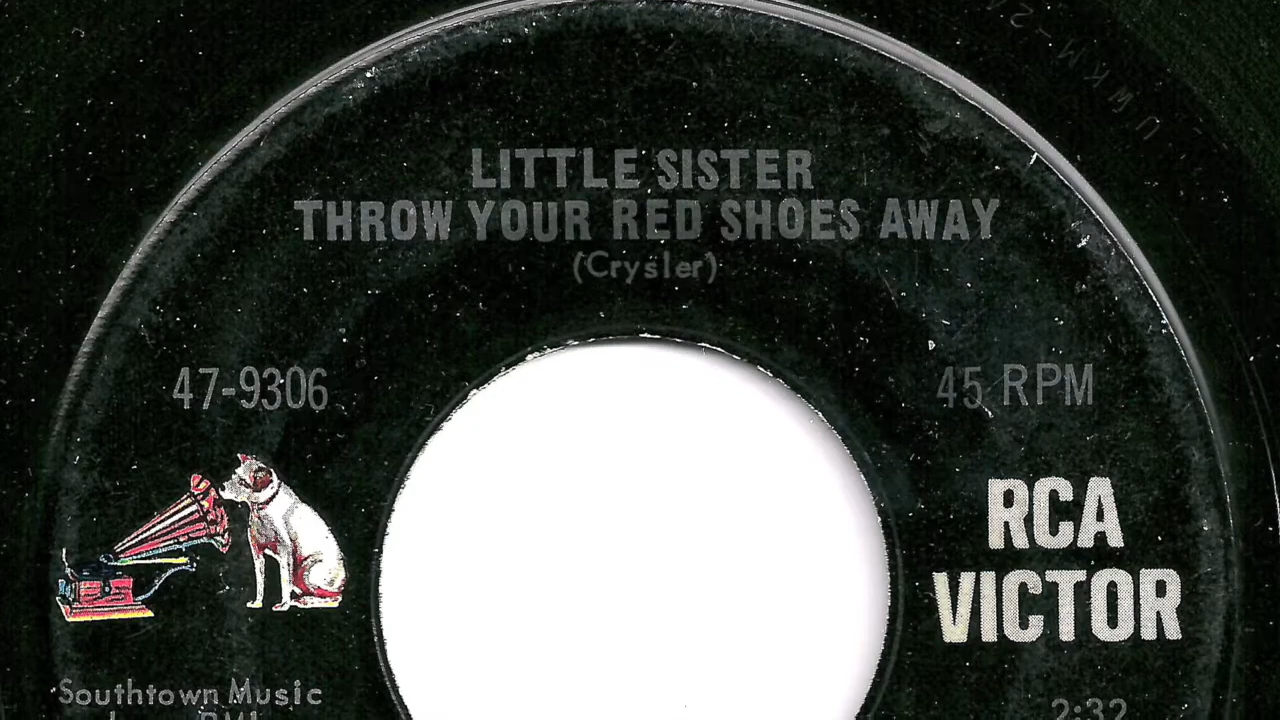 LITTLE SISTER
THROW YOUR RED SHOES AWAY
(Crysler)
47-9306
45 RPM
RCA
VICTOR
Southtown Music
2:32